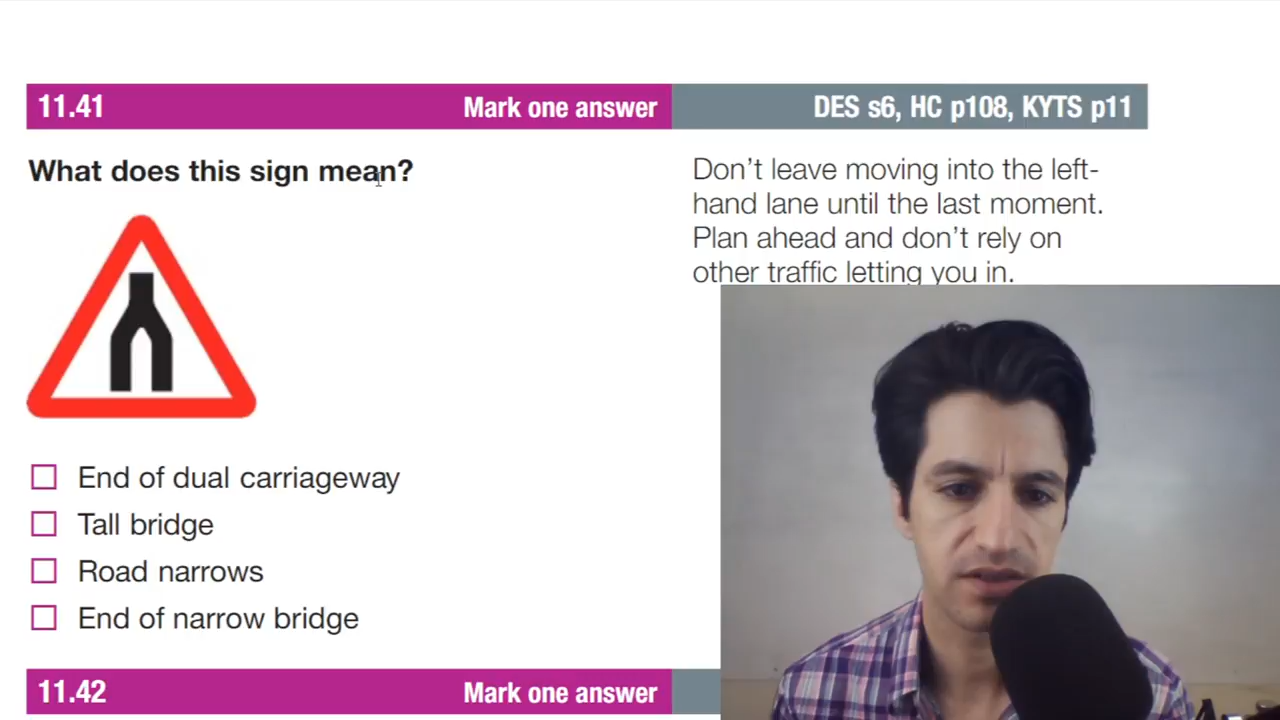 11.41 Mark one answer DES s6, HC p108, KYTS p11
What does this sign mean?
Don’t leave moving into the left-
hand lane until the last moment.
Plan ahead and don’t rely on
other traffic letting you in.
End of dual carriageway
Tall bridge
Road narrows
End of narrow bridge
11.42 Mark one answer